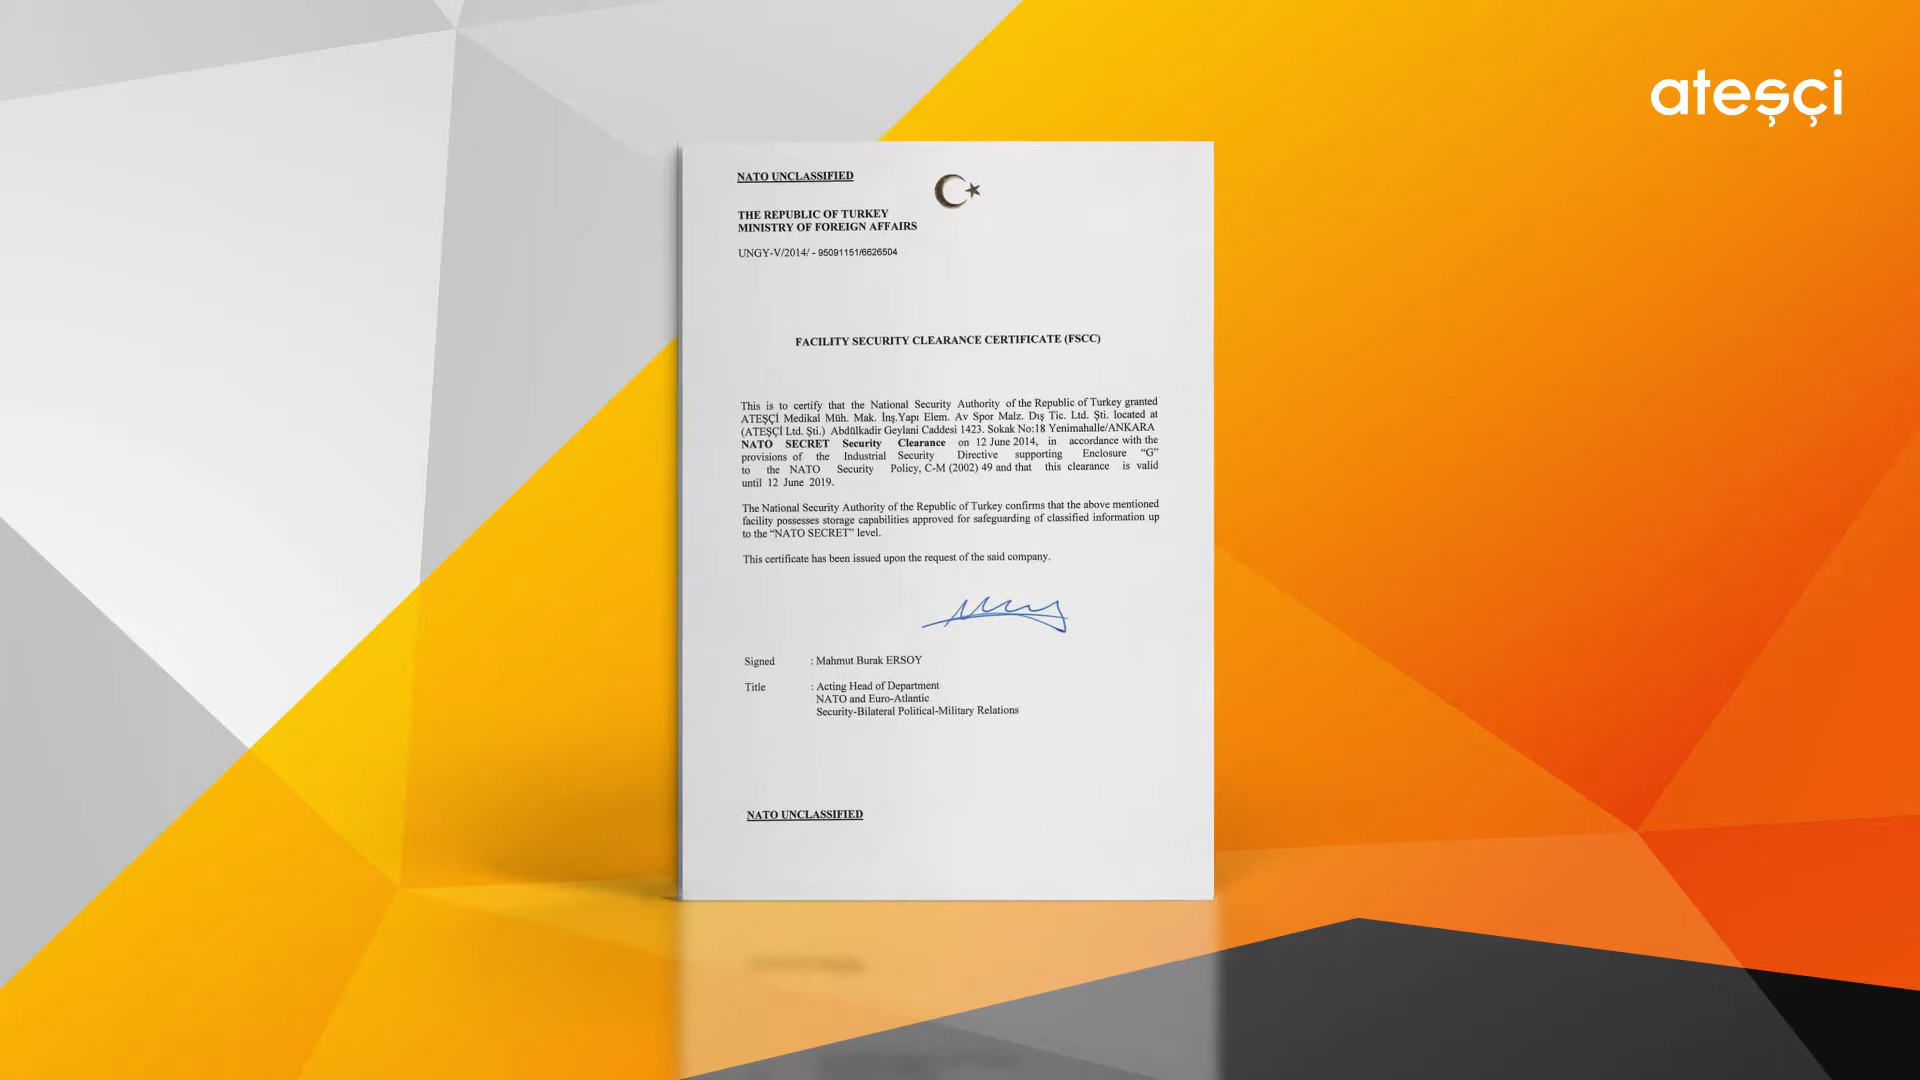 ateşçi
NATO UNCLASSIFIED
THE REPUBLIC OF TURKEY
MINISTRY OF FOREIGN AFFAIRS
UNGY-V/2014/ - 95091151/6626504
FACILITY SECURITY CLEARANCE CERTIFICATE (FSCC)
This is to certify that the National Security Authority of the Republic of Turkey granted
ATEŞÇİ Medikal Müh. Mak. İnş.Yapı Elem. Av Spor Malz. Dış Tic. Ltd. Şti. located at
(ATEŞÇİ Ltd. Şti.) Abdülkadir Geylani Caddesi 1423. Sokak No:18 Yenimahalle/ANKARA
NATO SECRET Security Clearance on 12 June 2014, in accordance with the
provisions of the Industrial Security Directive supporting Enclosure “G”
to the NATO Security Policy, C-M (2002) 49 and that this clearance is valid
until 12 June 2019.
The National Security Authority of the Republic of Turkey confirms that the above mentioned
facility possesses storage capabilities approved for safeguarding of classified information up
to the “NATO SECRET” level.
This certificate has been issued upon the request of the said company.
Signed : Mahmut Burak ERSOY
Title : Acting Head of Department
NATO and Euro-Atlantic
Security-Bilateral Political-Military Relations
NATO UNCLASSIFIED